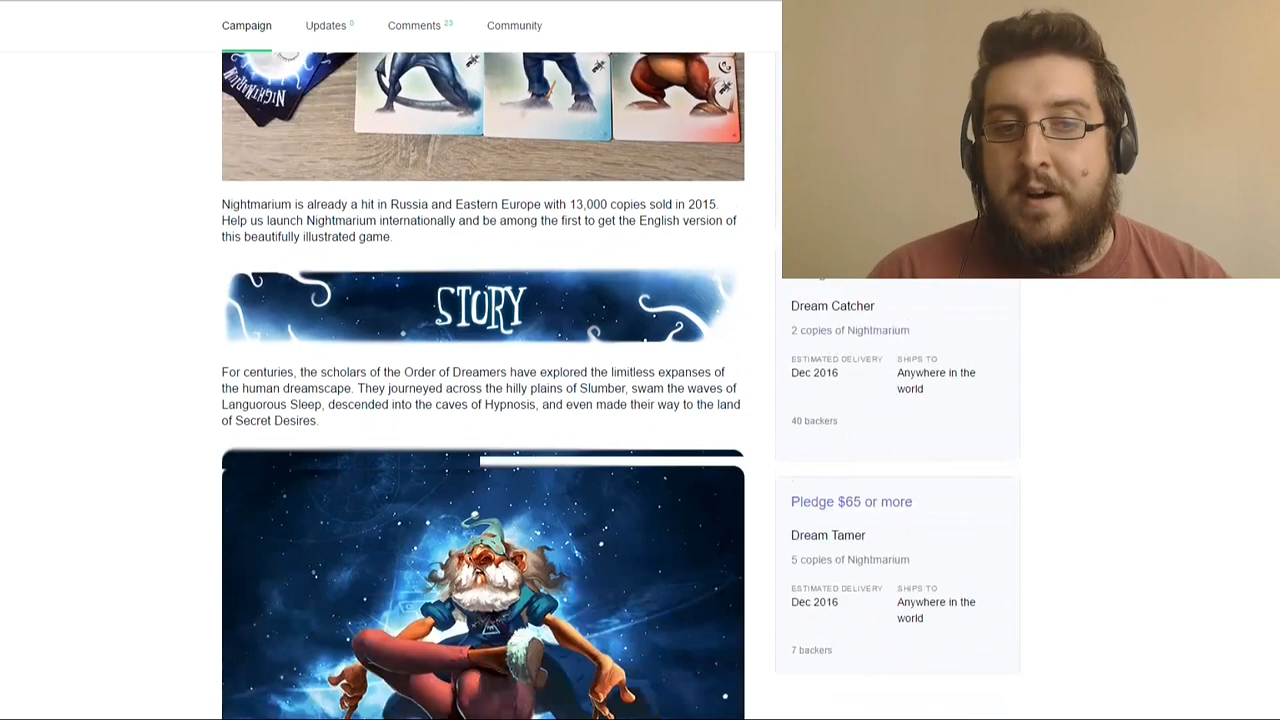 Campaign
Updates 0
Comments 23
Community
NIGHTMARIUM
Nightmarium is already a hit in Russia and Eastern Europe with 13,000 copies sold in 2015.
Help us launch Nightmarium internationally and be among the first to get the English version of
this beautifully illustrated game.
STORY
For centuries, the scholars of the Order of Dreamers have explored the limitless expanses of
the human dreamscape. They journeyed across the hilly plains of Slumber, swam the waves of
Languorous Sleep, descended into the caves of Hypnosis, and even made their way to the land
of Secret Desires.
Dream Catcher
2 copies of Nightmarium
ESTIMATED DELIVERY
SHIPS TO
Dec 2016
Anywhere in the
world
40 backers
Pledge $65 or more
Dream Tamer
5 copies of Nightmarium
ESTIMATED DELIVERY
SHIPS TO
Dec 2016
Anywhere in the
world
7 backers